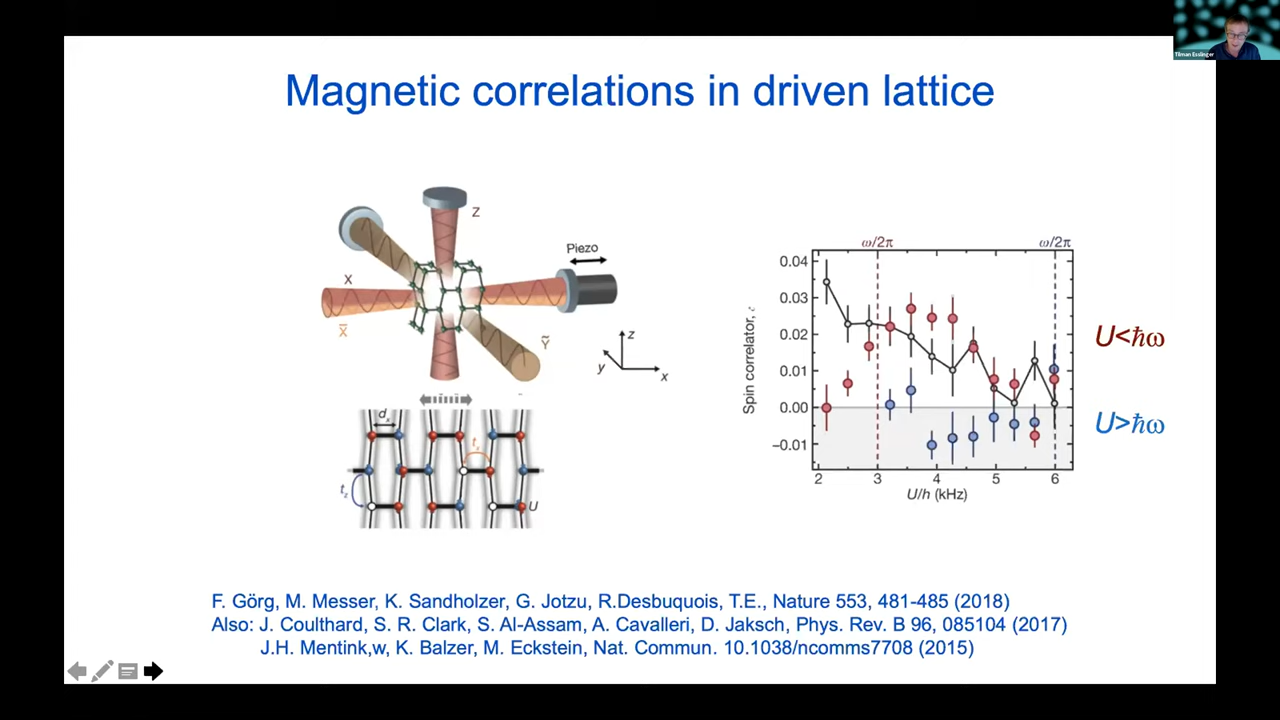 Tilman Esslinger
Magnetic correlations in driven lattice
Z
Piezo
X
X̄
Ỹ
z
y
x
dₓ
tₓ
t_z
U
ω/2π
ω/2π
0.04
0.03
0.02
0.01
0.00
−0.01
Spin correlator, 𝒞
2
3
4
5
6
U/h (kHz)
U<ħω
U>ħω
F. Görg, M. Messer, K. Sandholzer, G. Jotzu, R.Desbuquois, T.E., Nature 553, 481-485 (2018)
Also: J. Coulthard, S. R. Clark, S. Al-Assam, A. Cavalleri, D. Jaksch, Phys. Rev. B 96, 085104 (2017)
J.H. Mentink,w, K. Balzer, M. Eckstein, Nat. Commun. 10.1038/ncomms7708 (2015)